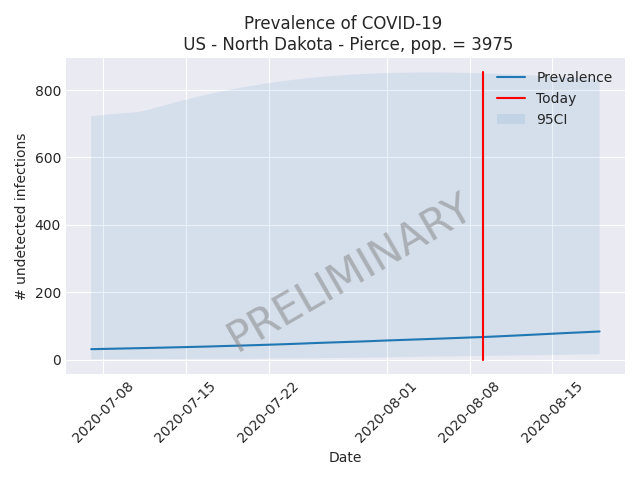 Prevalence of COVID-19
US - North Dakota - Pierce, pop. = 3975
# undetected infections
800
600
400
200
0
Prevalence
Today
95CI
PRELIMINARY
2020-07-08
2020-07-15
2020-07-22
2020-08-01
2020-08-08
2020-08-15
Date